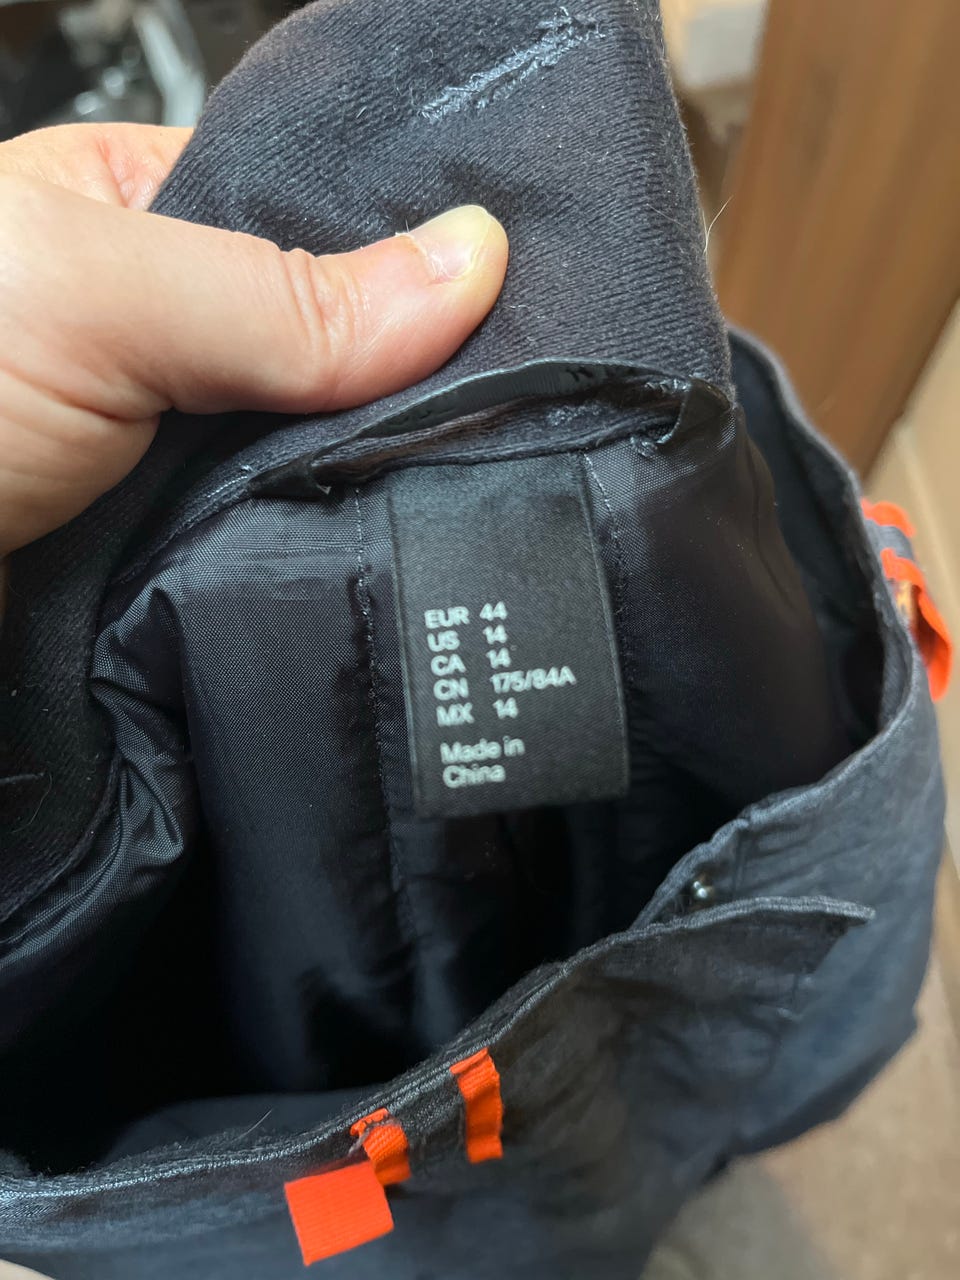 EUR 44
US 14
CA 14
CN 175/84A
MX 14
Made in
China